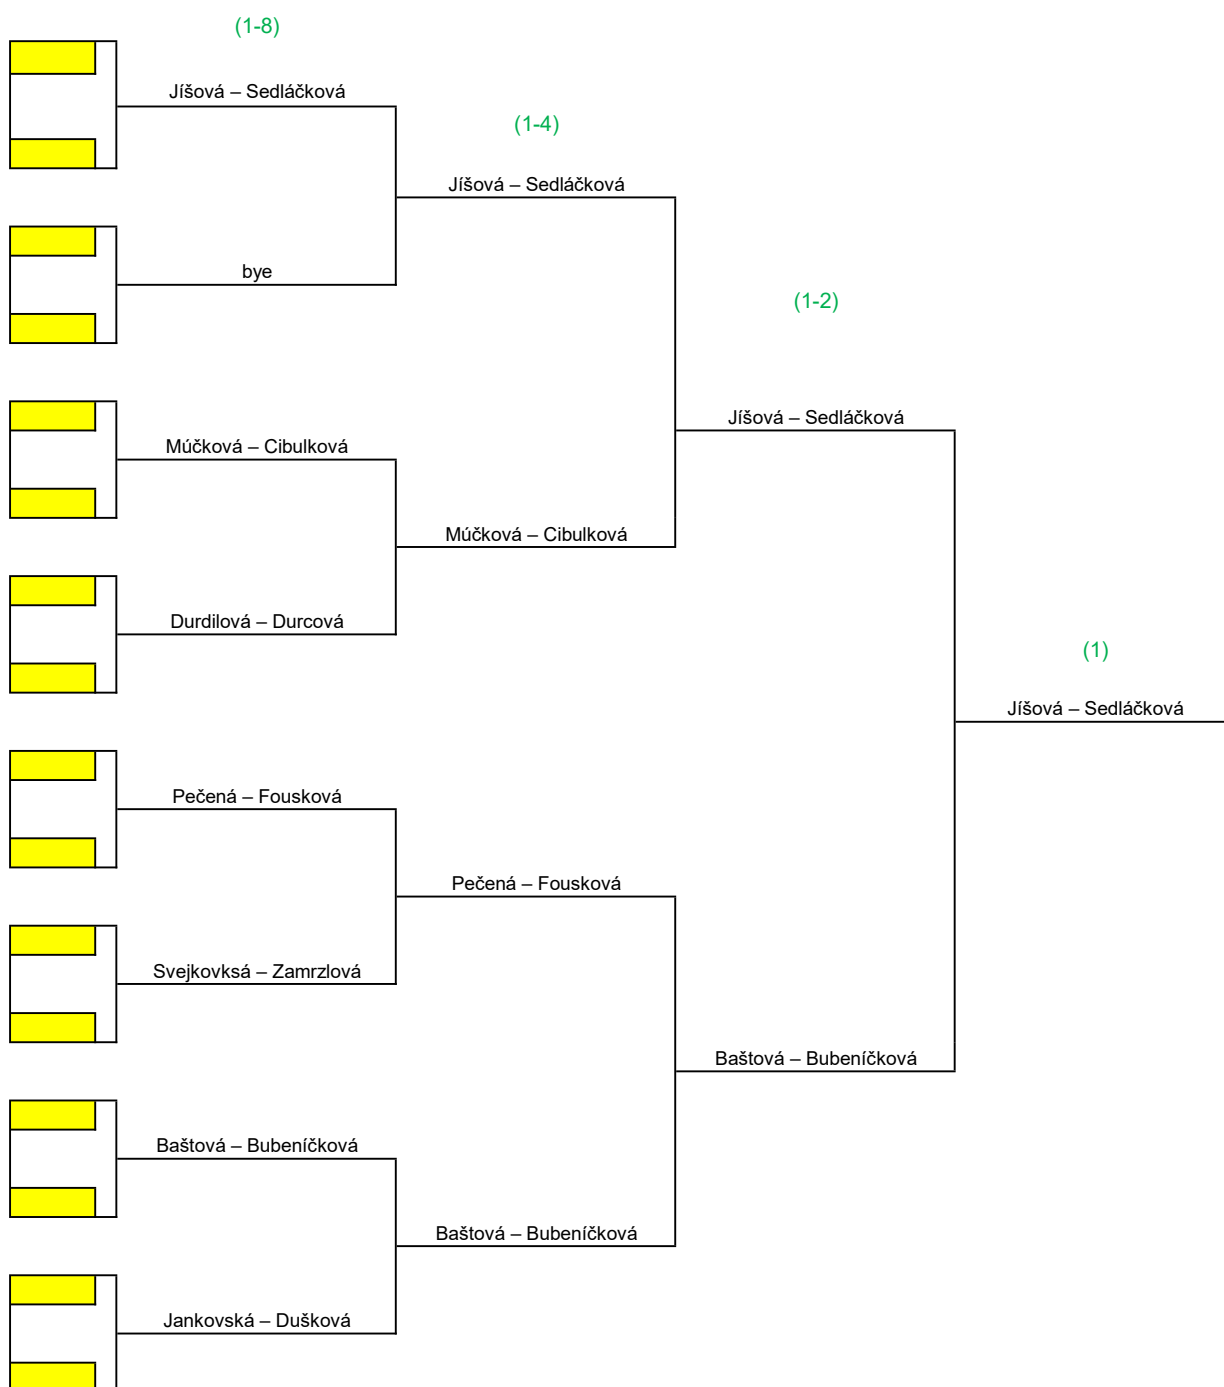 (1-8)
Jíšová – Sedláčková
(1-4)
Jíšová – Sedláčková
bye
(1-2)
Jíšová – Sedláčková
Múčková – Cibulková
Múčková – Cibulková
Durdilová – Durcová
(1)
Jíšová – Sedláčková
Pečená – Fousková
Pečená – Fousková
Svejkovksá – Zamrzlová
Baštová – Bubeníčková
Baštová – Bubeníčková
Baštová – Bubeníčková
Jankovská – Dušková